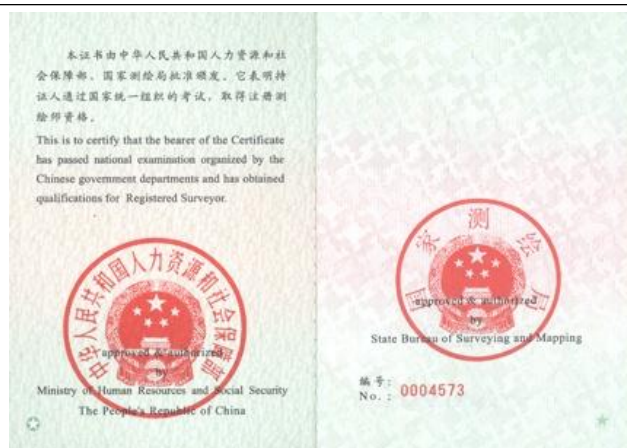 本证书由中华人民共和国人力资源和社
会保障部、国家测绘局批准颁发。它表明持
证人通过国家统一组织的考试，取得注册测
绘师资格。
This is to certify that the bearer of the Certificate
has passed national examination organized by the
Chinese government departments and has obtained
qualifications for Registered Surveyor.
中华人民共和国人力资源和社会保障部
approved & authorized
by
Ministry of Human Resources and Social Security
The People's Republic of China
国家测绘局
approved & authorized
by
State Bureau of Surveying and Mapping
编号：
No.： 0004573